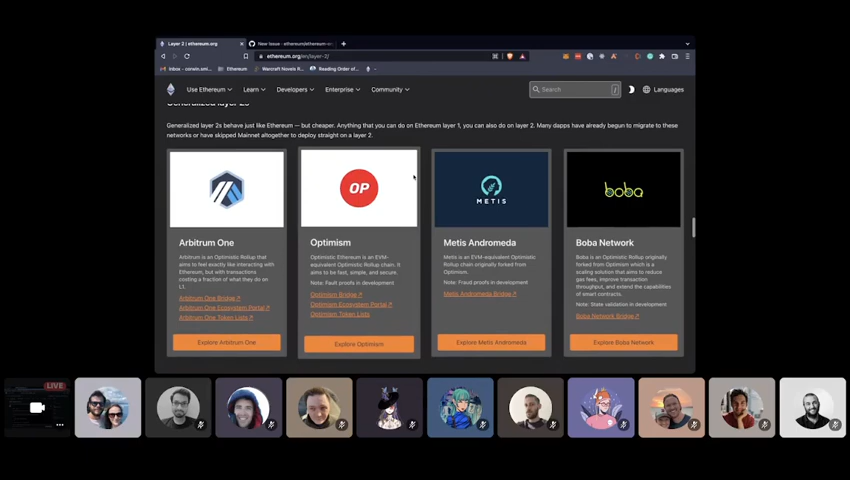 Layer 2 | ethereum.org
New Issue · ethereum/ethereum-o
ethereum.org/en/layer-2/
Inbox - corwin.smi...
Ethereum
Warcraft Novels R...
Reading Order of...
Use Ethereum
Learn
Developers
Enterprise
Community
Search
/
Languages
Generalized layer 2s
Generalized layer 2s behave just like Ethereum — but cheaper. Anything that you can do on Ethereum layer 1, you can also do on layer 2. Many dapps have already begun to migrate to these
networks or have skipped Mainnet altogether to deploy straight on a layer 2.
Arbitrum One
Arbitrum is an Optimistic Rollup that
aims to feel exactly like interacting with
Ethereum, but with transactions
costing a fraction of what they do on
L1.
Arbitrum One Bridge
Arbitrum One Ecosystem Portal
Arbitrum One Token Lists
Explore Arbitrum One
OP
Optimism
Optimistic Ethereum is an EVM-
equivalent Optimistic Rollup chain. It
aims to be fast, simple, and secure.
Note: Fault proofs in development
Optimism Bridge
Optimism Ecosystem Portal
Optimism Token Lists
Explore Optimism
METIS
Metis Andromeda
Metis is an EVM-equivalent Optimistic
Rollup chain originally forked from
Optimism.
Note: Fraud proofs in development
Metis Andromeda Bridge
Explore Metis Andromeda
boba
Boba Network
Boba is an Optimistic Rollup originally
forked from Optimism which is a
scaling solution that aims to reduce
gas fees, improve transaction
throughput, and extend the capabilities
of smart contracts.
Note: State validation in development
Boba Network Bridge
Explore Boba Network
LIVE